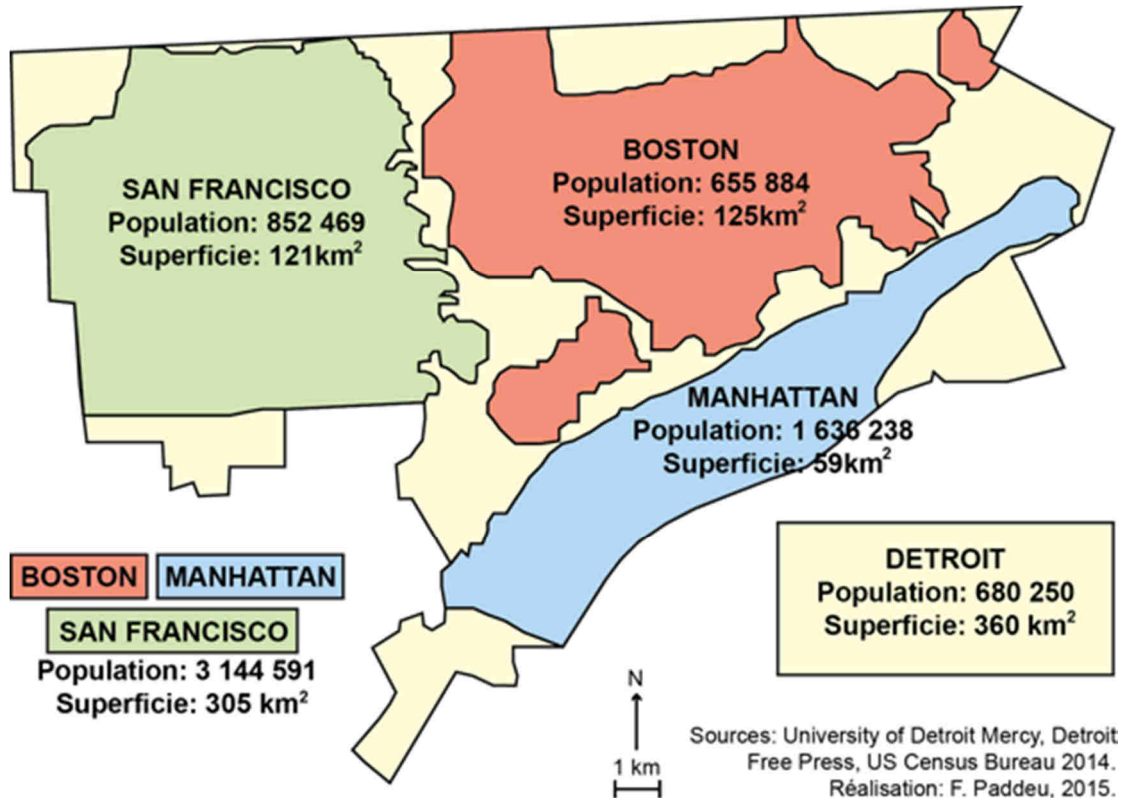 SAN FRANCISCO
Population: 852 469
Superficie: 121km²
BOSTON
Population: 655 884
Superficie: 125km²
MANHATTAN
Population: 1 636 238
Superficie: 59km²
BOSTON
MANHATTAN
SAN FRANCISCO
Population: 3 144 591
Superficie: 305 km²
DETROIT
Population: 680 250
Superficie: 360 km²
N
1 km
Sources: University of Detroit Mercy, Detroit
Free Press, US Census Bureau 2014.
Réalisation: F. Paddeu, 2015.